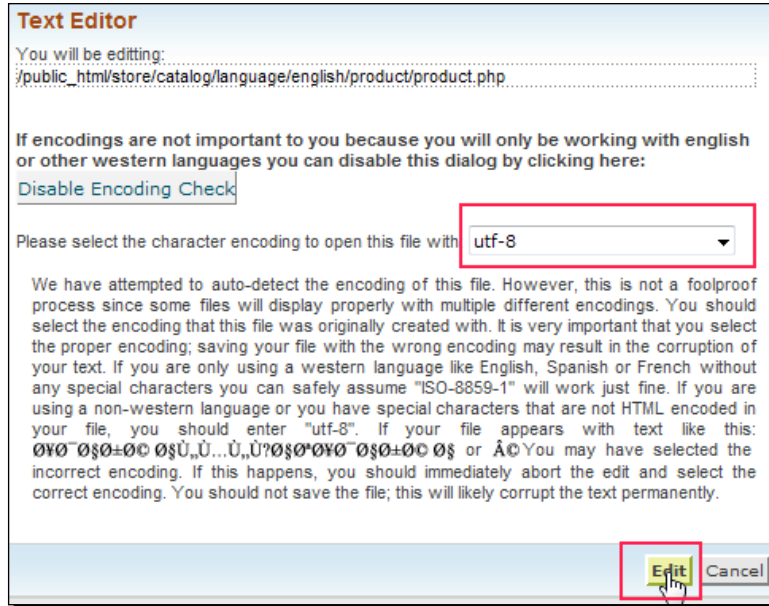 Text Editor
You will be editting:
/public_html/store/catalog/language/english/product/product.php
If encodings are not important to you because you will only be working with english
or other western languages you can disable this dialog by clicking here:
Disable Encoding Check
Please select the character encoding to open this file with utf-8
We have attempted to auto-detect the encoding of this file. However, this is not a foolproof
process since some files will display properly with multiple different encodings. You should
select the encoding that this file was originally created with. It is very important that you select
the proper encoding; saving your file with the wrong encoding may result in the corruption of
your text. If you are only using a western language like English, Spanish or French without
any special characters you can safely assume "ISO-8859-1" will work just fine. If you are
using a non-western language or you have special characters that are not HTML encoded in
your file, you should enter "utf-8". If your file appears with text like this:
Ø¥Ø¯Ø§Ø±Ø© Ø§Ù„Ù…Ù„Ù?Ø§ØªØ¥Ø¯Ø§Ø±Ø© Ø§ or Â© You may have selected the
incorrect encoding. If this happens, you should immediately abort the edit and select the
correct encoding. You should not save the file; this will likely corrupt the text permanently.
Edit Cancel